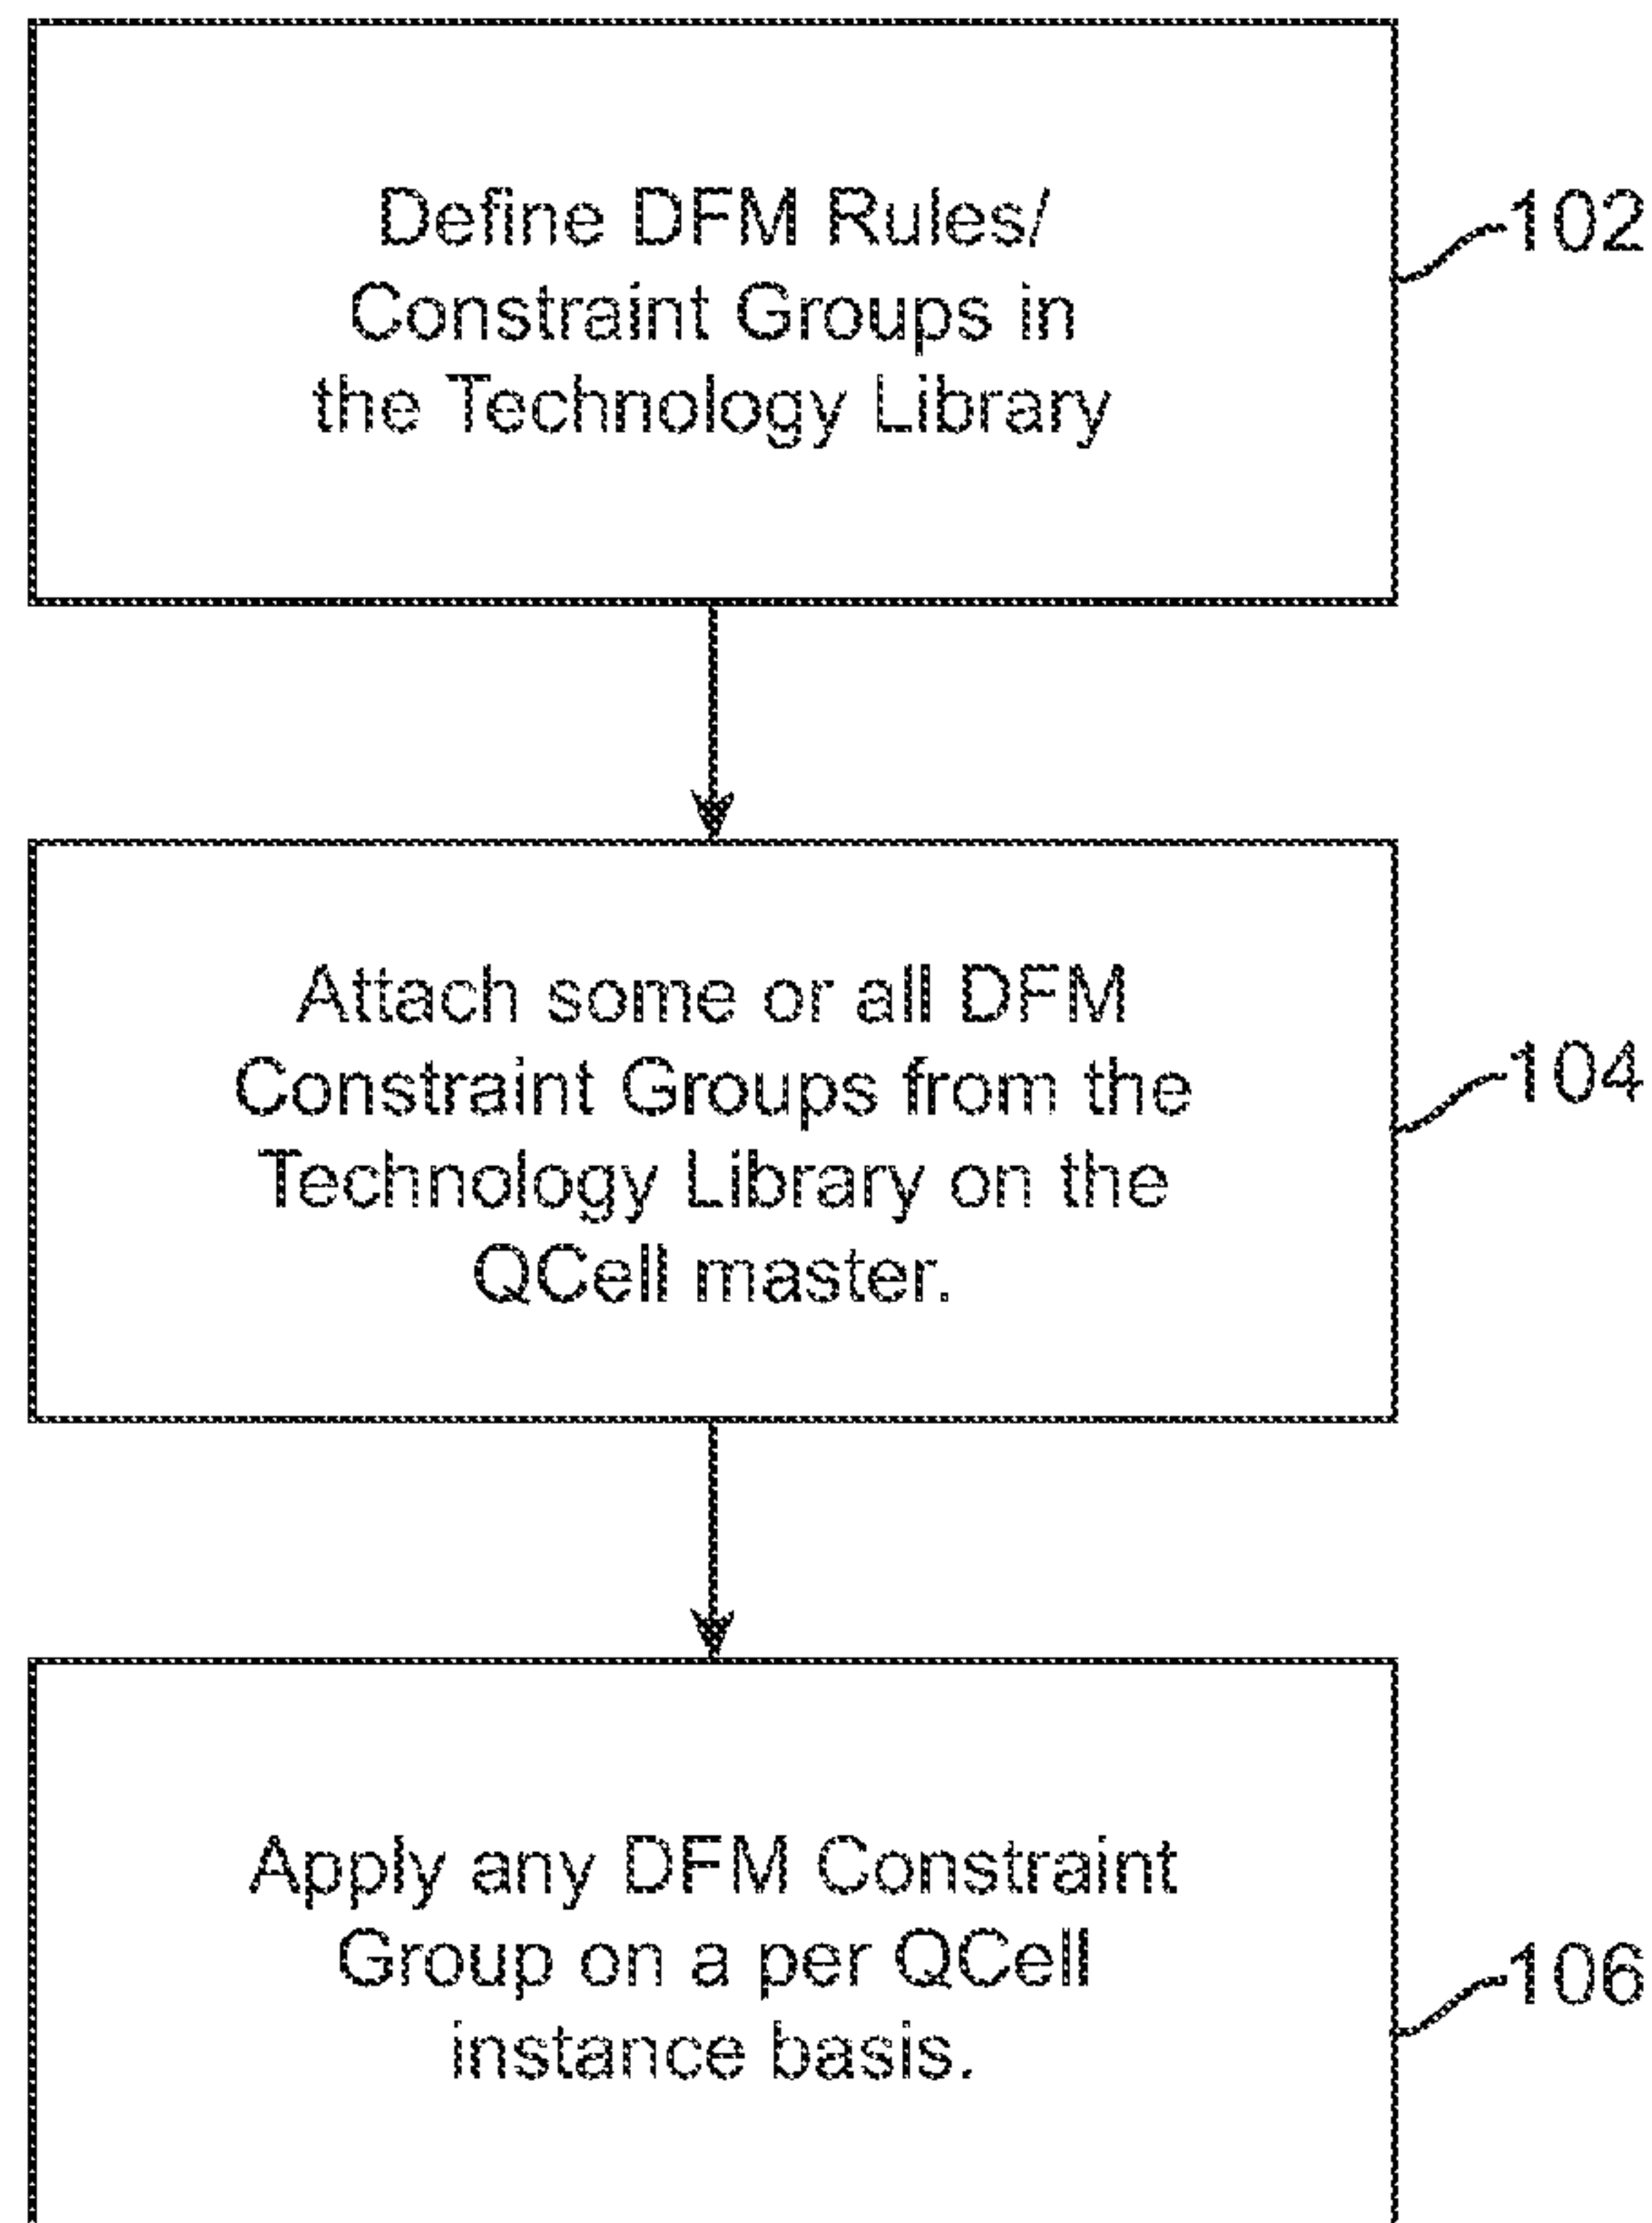 Define DFM Rules/
Constraint Groups in
the Technology Library
102
Attach some or all DFM
Constraint Groups from the
Technology Library on the
QCell master.
104
Apply any DFM Constraint
Group on a per QCell
instance basis.
106